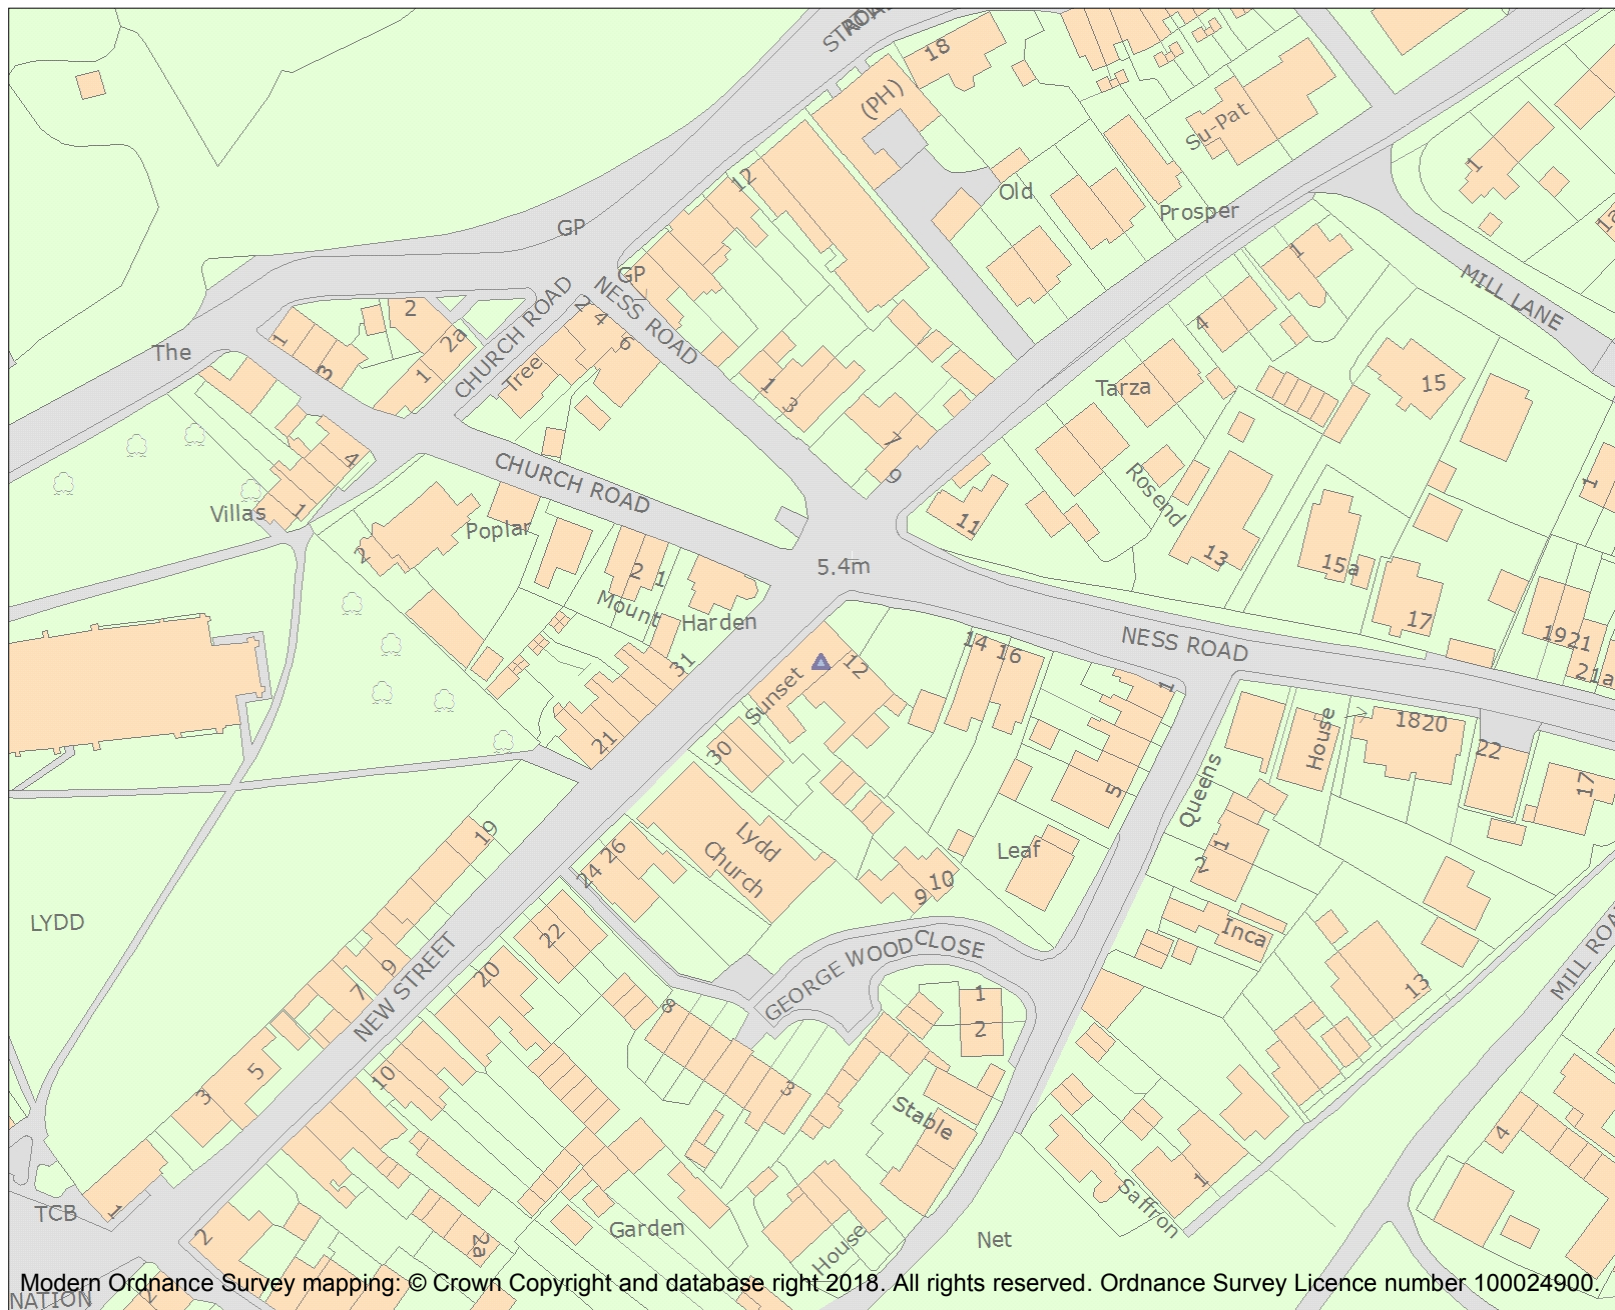 ROAD
18
(PH)
Su-Pat
1
12
Old
Prosper
1a
GP
GP
NESS ROAD
1
MILL LANE
2
2
4
6
CHURCH ROAD
2a
1
The
3
1
Tree
4
Tarza
15
1
3
7
9
4
CHURCH ROAD
Rosend
1
Villas
1
Poplar
11
2
13
15a
5.4m
2
1
Mount
Harden
17
NESS ROAD
19
21
21a
14
16
12
31
Sunset
1
House
18
20
22
17
21
30
Queens
5
Lydd
Church
Leaf
1
2
19
24
26
10
9
LYDD
22
Inca
CLOSE
GEORGE WOOD
NEW STREET
9
7
20
8
1
2
13
MILL ROA
5
3
10
3
Stable
4
Saffron
1
TCB
1
2
2a
Garden
House
Net
Modern Ordnance Survey mapping: © Crown Copyright and database right 2018. All rights reserved. Ordnance Survey Licence number 100024900.
NATION
2